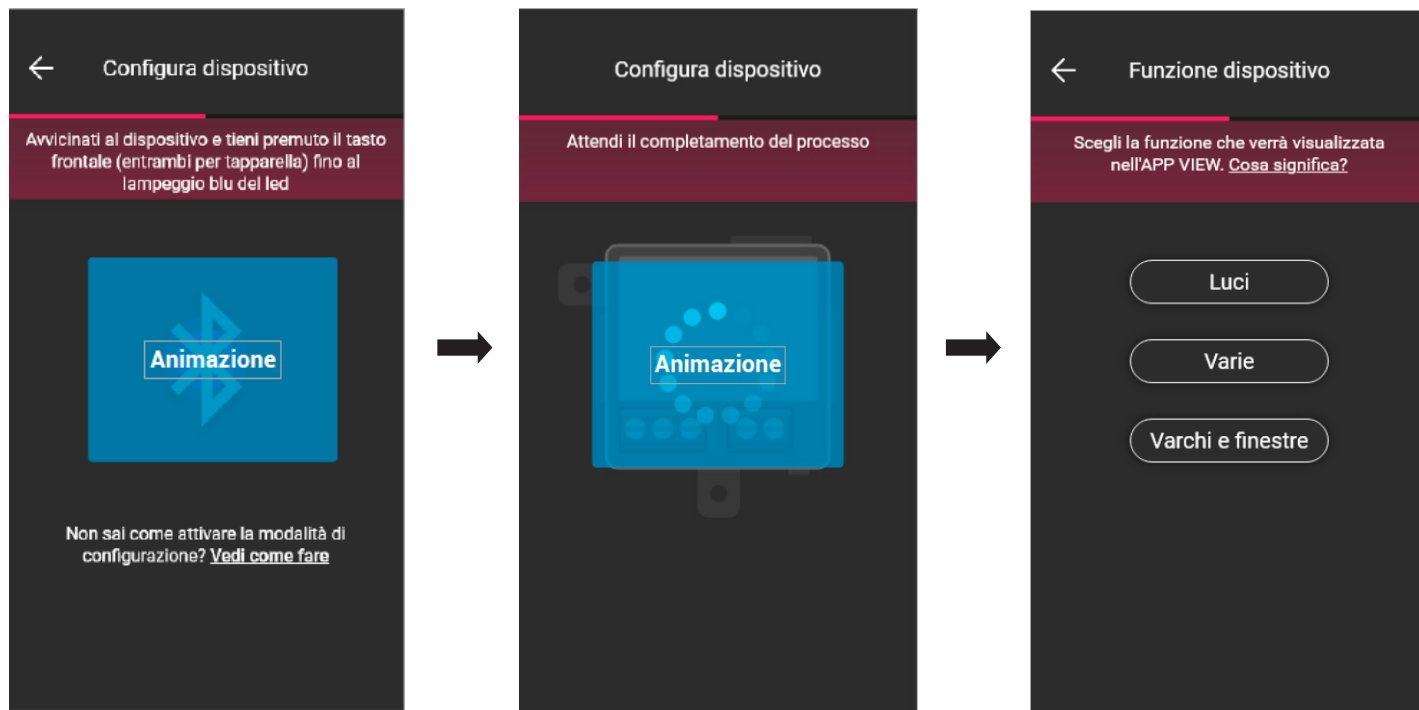 Configura dispositivo
Avvicinati al dispositivo e tieni premuto il tasto
frontale (entrambi per tapparella) fino al
lampeggio blu del led
Animazione
Non sai come attivare la modalità di
configurazione? Vedi come fare
Configura dispositivo
Attendi il completamento del processo
Animazione
Funzione dispositivo
Scegli la funzione che verrà visualizzata
nell'APP VIEW. Cosa significa?
Luci
Varie
Varchi e finestre